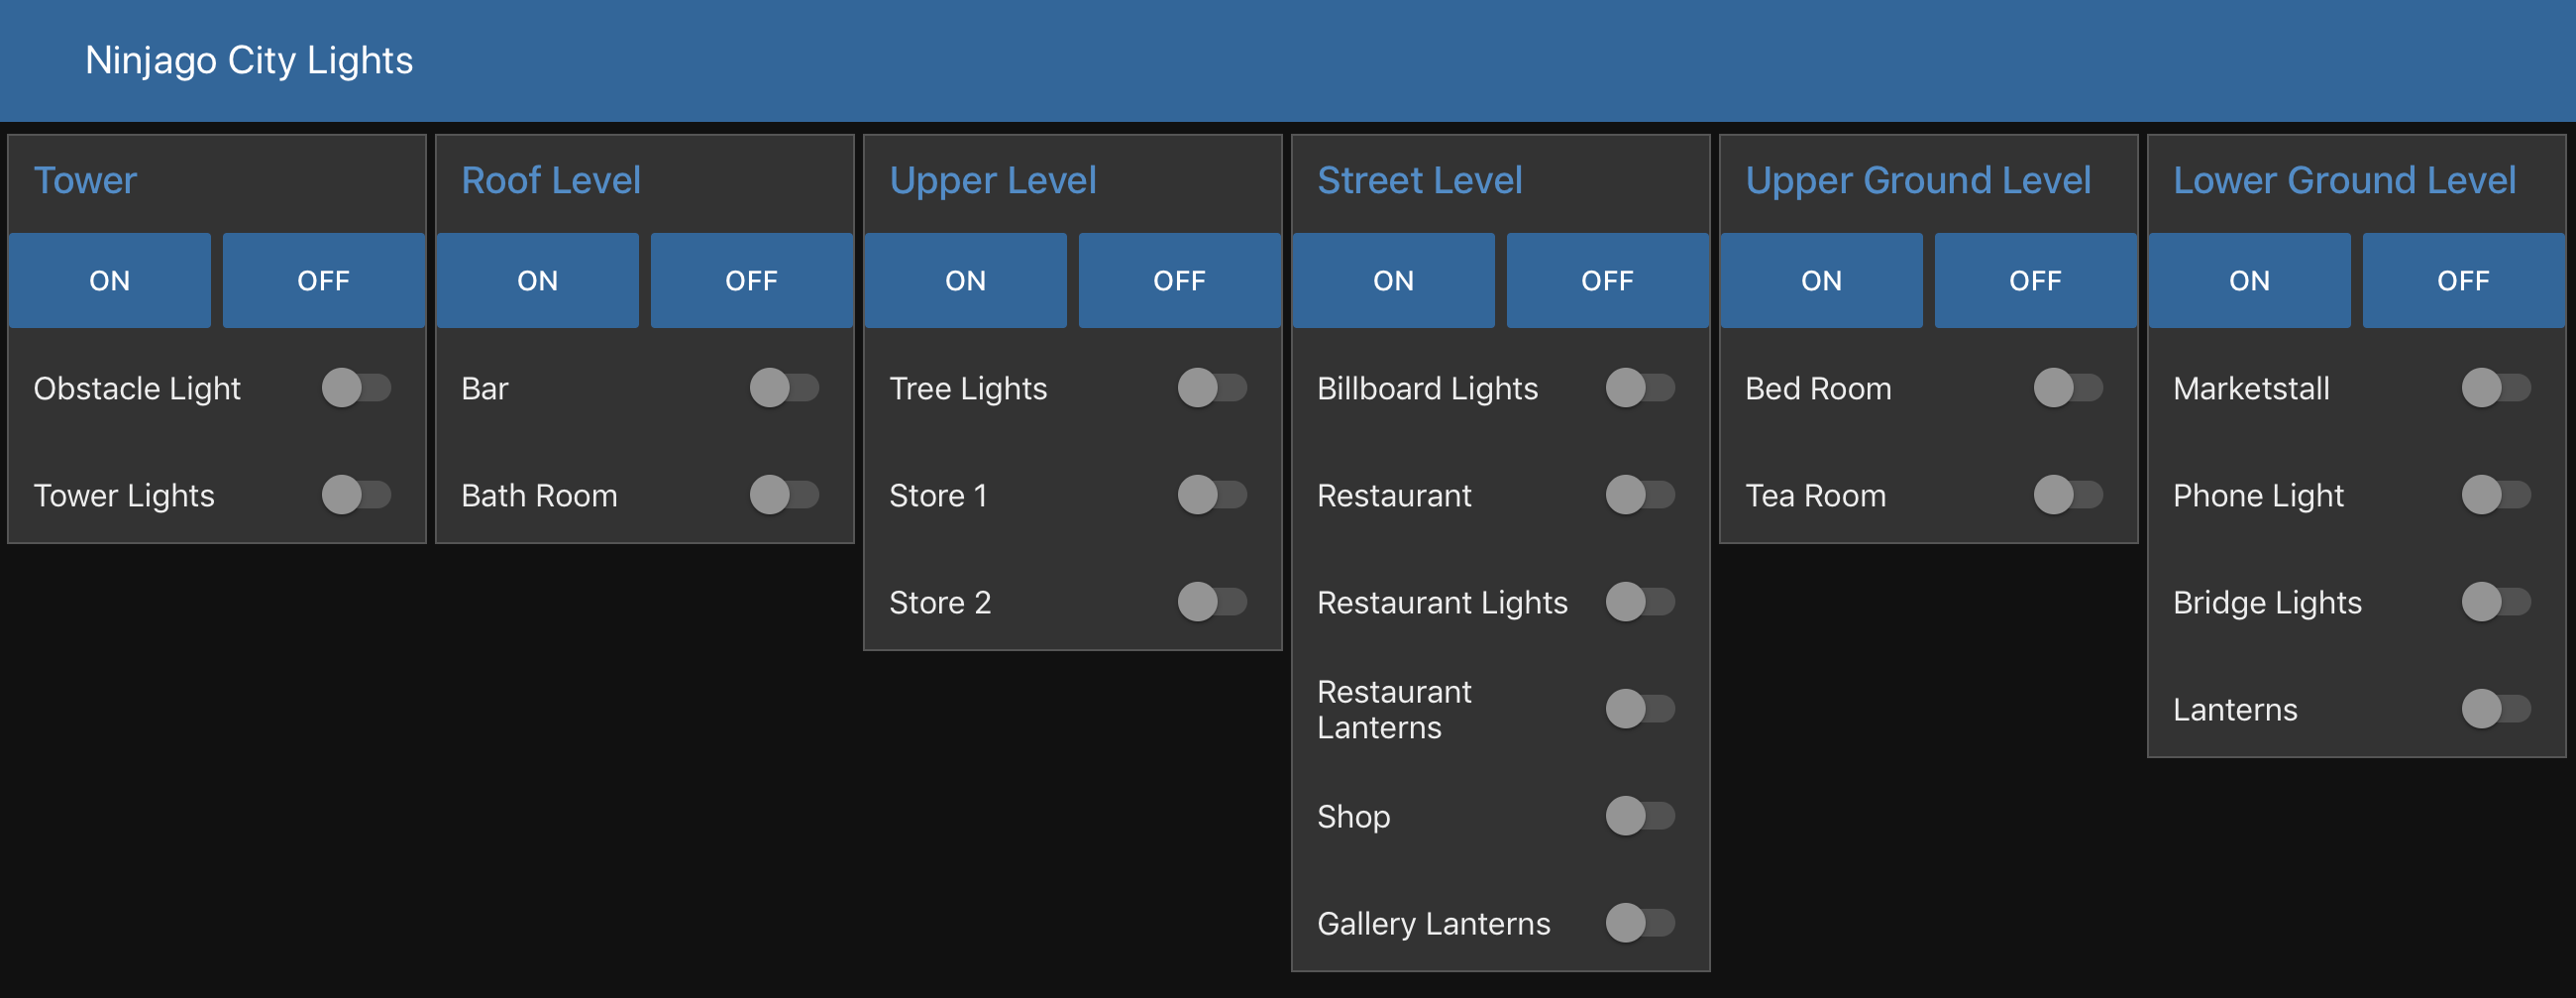 Ninjago City Lights
Tower
ON OFF
Obstacle Light
Tower Lights
Roof Level
ON OFF
Bar
Bath Room
Upper Level
ON OFF
Tree Lights
Store 1
Store 2
Street Level
ON OFF
Billboard Lights
Restaurant
Restaurant Lights
Restaurant
Lanterns
Shop
Gallery Lanterns
Upper Ground Level
ON OFF
Bed Room
Tea Room
Lower Ground Level
ON OFF
Marketstall
Phone Light
Bridge Lights
Lanterns